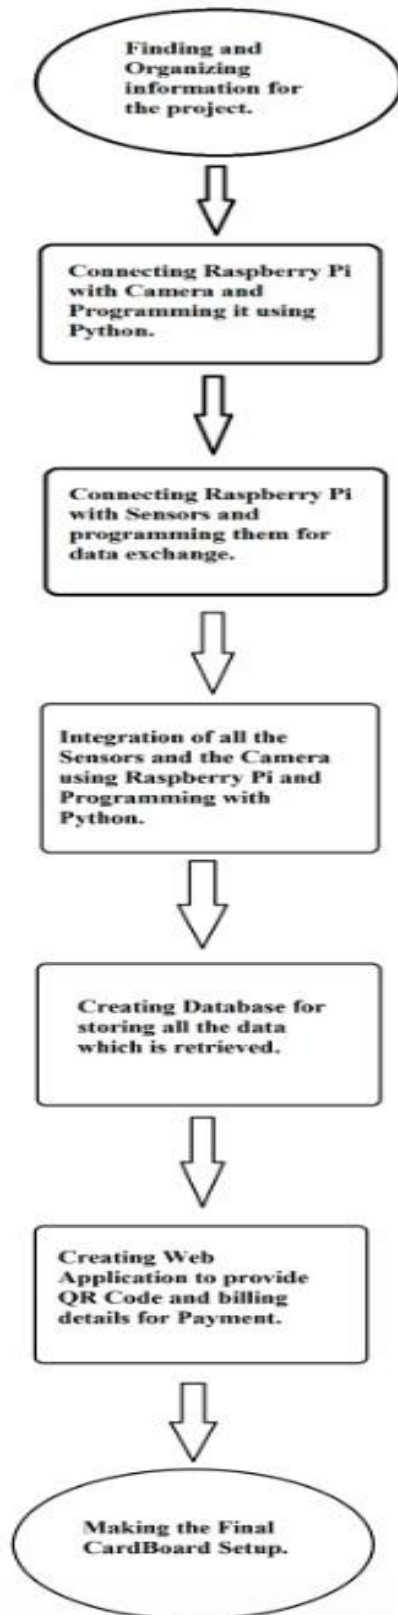 Finding and
Organizing
information for
the project.
Connecting Raspberry Pi
with Camera and
Programming it using
Python.
Connecting Raspberry Pi
with Sensors and
programming them for
data exchange.
Integration of all the
Sensors and the Camera
using Raspberry Pi and
Programming with
Python.
Creating Database for
storing all the data
which is retrieved.
Creating Web
Application to provide
QR Code and billing
details for Payment.
Making the Final
CardBoard Setup.